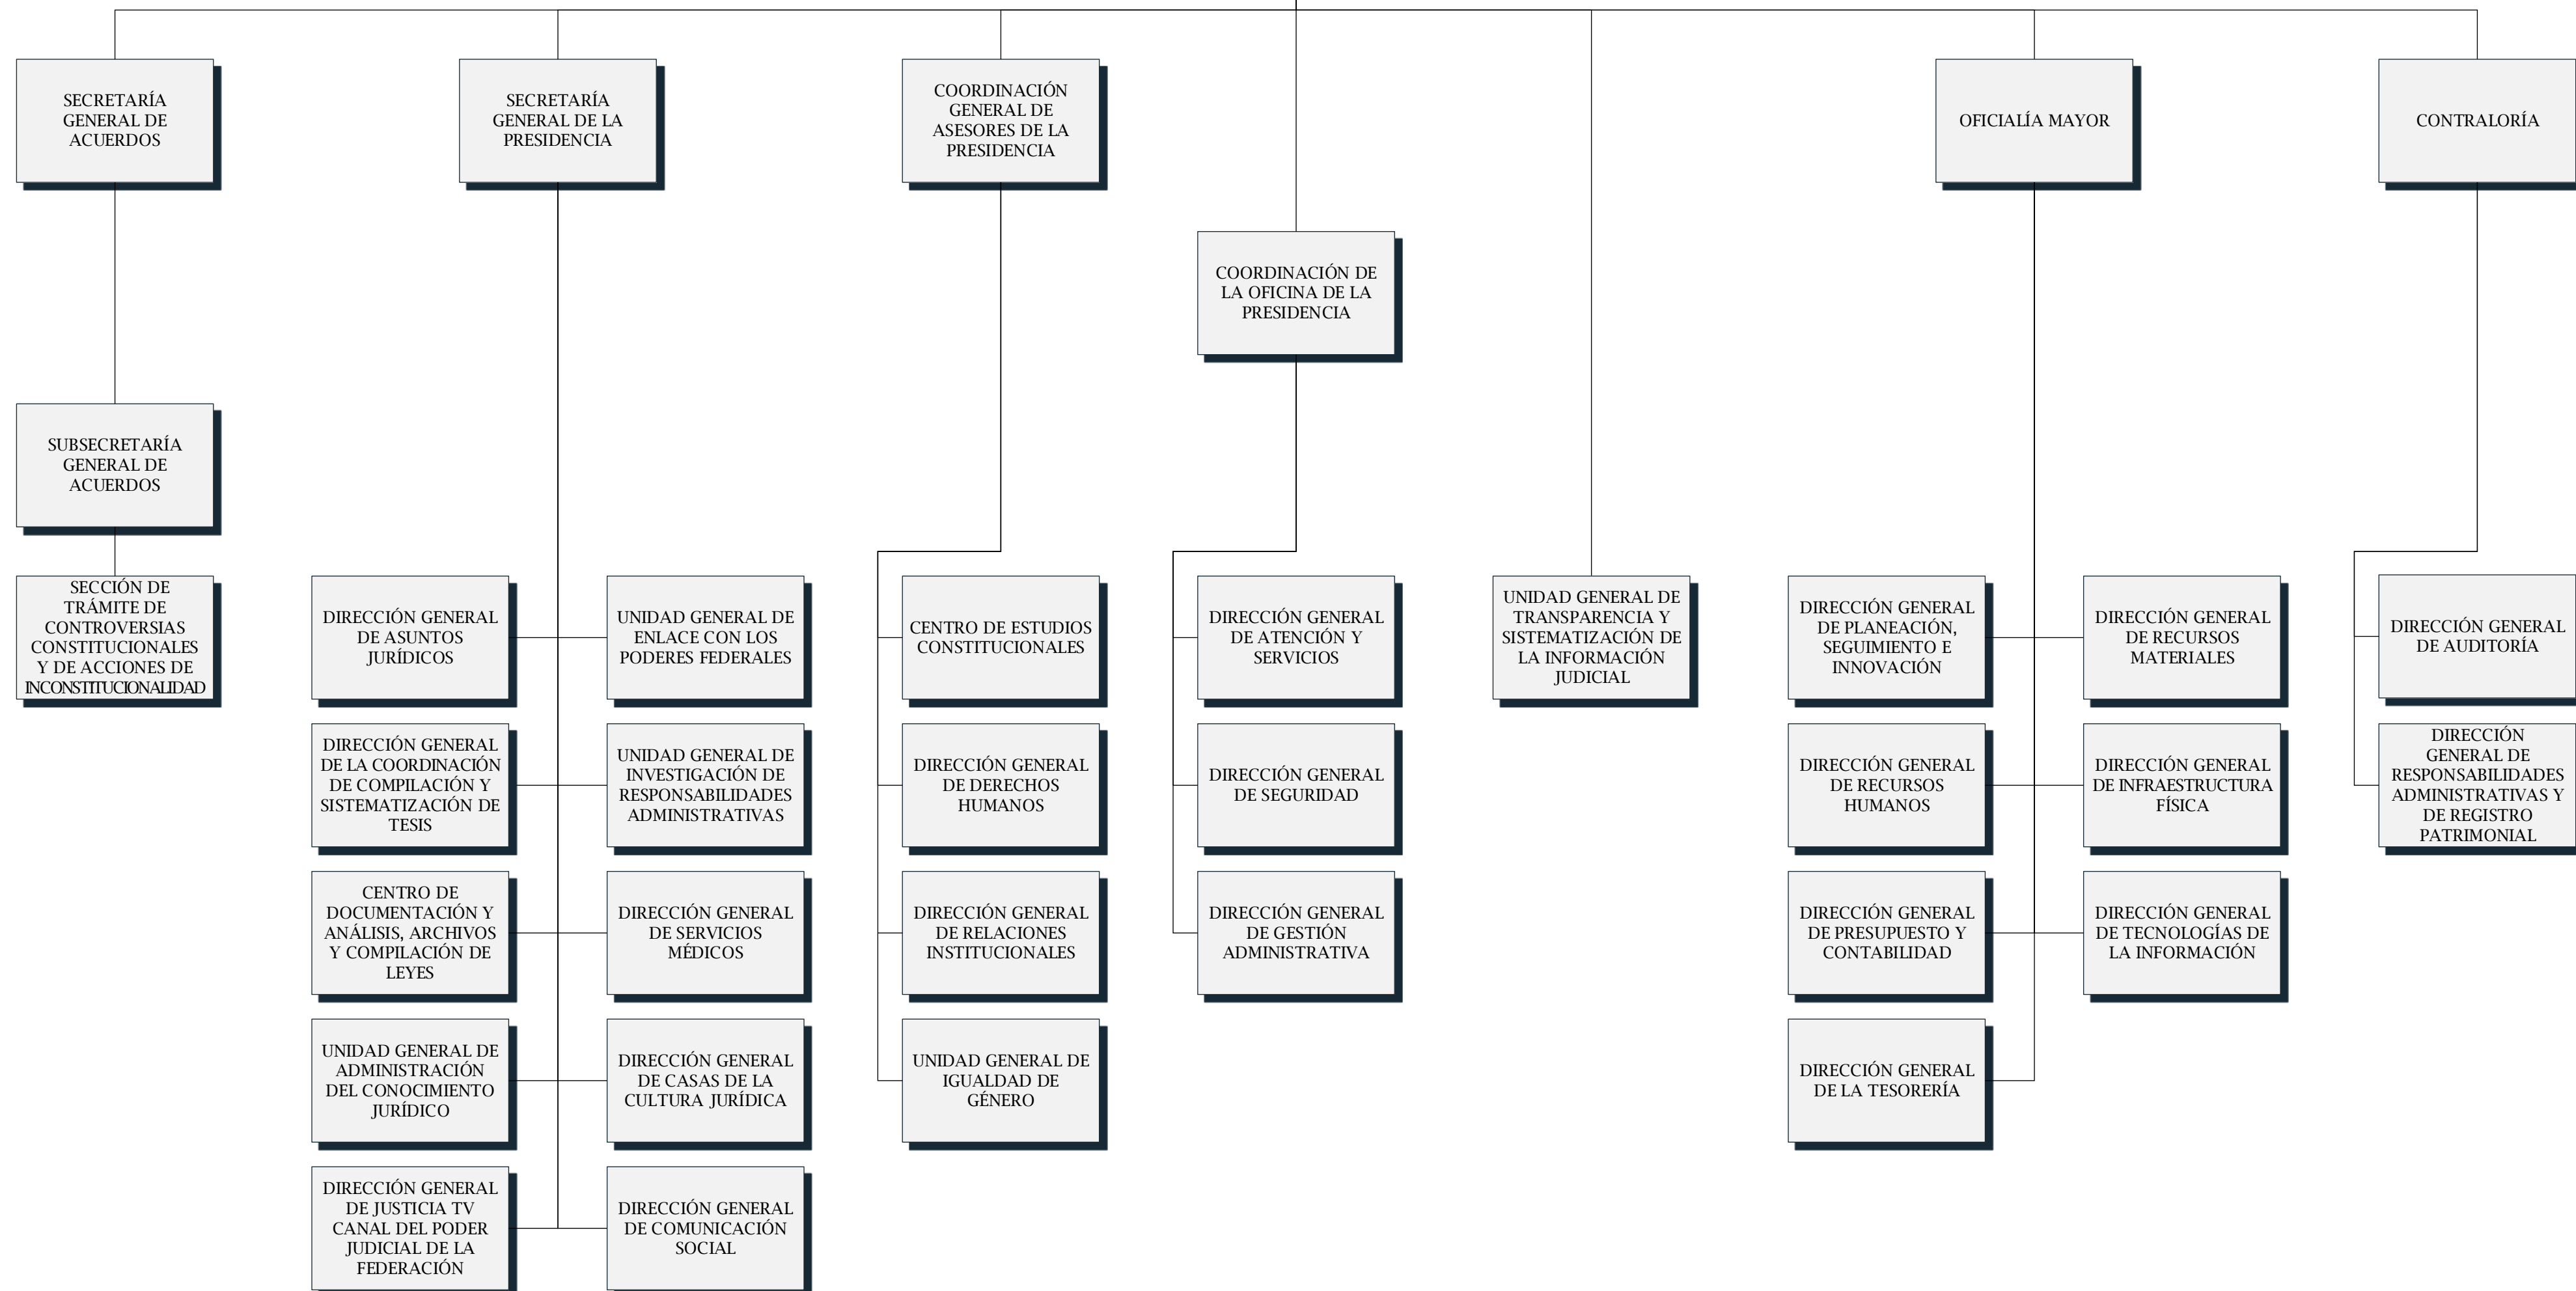 SECRETARÍA
GENERAL DE
ACUERDOS
SECRETARÍA
GENERAL DE LA
PRESIDENCIA
COORDINACIÓN
GENERAL DE
ASESORES DE LA
PRESIDENCIA
OFICIALÍA MAYOR
CONTRALORÍA
COORDINACIÓN DE
LA OFICINA DE LA
PRESIDENCIA
SUBSECRETARÍA
GENERAL DE
ACUERDOS
SECCIÓN DE
TRÁMITE DE
CONTROVERSIAS
CONSTITUCIONALES
Y DE ACCIONES DE
INCONSTITUCIONALIDAD
DIRECCIÓN GENERAL
DE ASUNTOS
JURÍDICOS
UNIDAD GENERAL DE
ENLACE CON LOS
PODERES FEDERALES
CENTRO DE ESTUDIOS
CONSTITUCIONALES
DIRECCIÓN GENERAL
DE ATENCIÓN Y
SERVICIOS
UNIDAD GENERAL DE
TRANSPARENCIA Y
SISTEMATIZACIÓN DE
LA INFORMACIÓN
JUDICIAL
DIRECCIÓN GENERAL
DE PLANEACIÓN,
SEGUIMIENTO E
INNOVACIÓN
DIRECCIÓN GENERAL
DE RECURSOS
MATERIALES
DIRECCIÓN GENERAL
DE AUDITORÍA
DIRECCIÓN GENERAL
DE LA COORDINACIÓN
DE COMPILACIÓN Y
SISTEMATIZACIÓN DE
TESIS
UNIDAD GENERAL DE
INVESTIGACIÓN DE
RESPONSABILIDADES
ADMINISTRATIVAS
DIRECCIÓN GENERAL
DE DERECHOS
HUMANOS
DIRECCIÓN GENERAL
DE SEGURIDAD
DIRECCIÓN GENERAL
DE RECURSOS
HUMANOS
DIRECCIÓN GENERAL
DE INFRAESTRUCTURA
FÍSICA
DIRECCIÓN
GENERAL DE
RESPONSABILIDADES
ADMINISTRATIVAS Y
DE REGISTRO
PATRIMONIAL
CENTRO DE
DOCUMENTACIÓN Y
ANÁLISIS, ARCHIVOS
Y COMPILACIÓN DE
LEYES
DIRECCIÓN GENERAL
DE SERVICIOS
MÉDICOS
DIRECCIÓN GENERAL
DE RELACIONES
INSTITUCIONALES
DIRECCIÓN GENERAL
DE GESTIÓN
ADMINISTRATIVA
DIRECCIÓN GENERAL
DE PRESUPUESTO Y
CONTABILIDAD
DIRECCIÓN GENERAL
DE TECNOLOGÍAS DE
LA INFORMACIÓN
UNIDAD GENERAL DE
ADMINISTRACIÓN
DEL CONOCIMIENTO
JURÍDICO
DIRECCIÓN GENERAL
DE CASAS DE LA
CULTURA JURÍDICA
UNIDAD GENERAL DE
IGUALDAD DE
GÉNERO
DIRECCIÓN GENERAL
DE LA TESORERÍA
DIRECCIÓN GENERAL
DE JUSTICIA TV
CANAL DEL PODER
JUDICIAL DE LA
FEDERACIÓN
DIRECCIÓN GENERAL
DE COMUNICACIÓN
SOCIAL